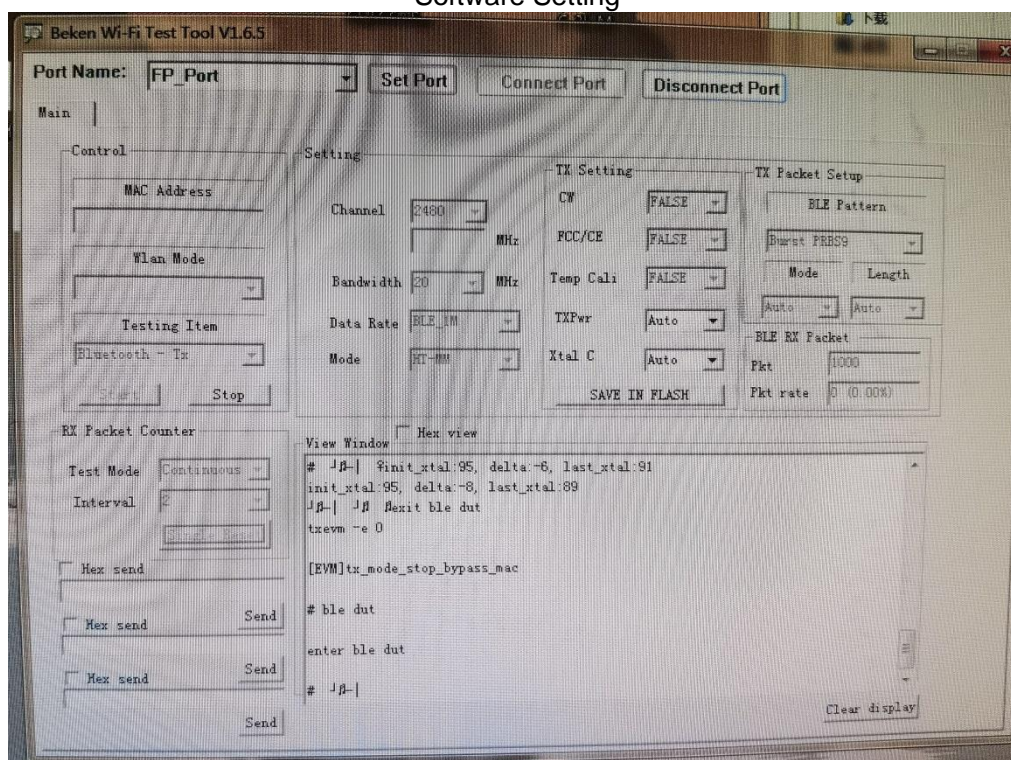 Software Setting
下载
Beken Wi-Fi Test Tool V1.6.5
Port Name: FP_Port Set Port Connect Port Disconnect Port
Main
Control
MAC Address
Wlan Mode
Testing Item
Bluetooth - Tx
Start Stop
Setting
Channel 2480
MHz
Bandwidth 20 MHz
Data Rate BLE_1M
Mode HT-MM
TX Setting
CW FALSE
FCC/CE FALSE
Temp Cali FALSE
TXPwr Auto
Xtal C Auto
SAVE IN FLASH
TX Packet Setup
BLE Pattern
Burst PRBS9
Mode Length
Auto Auto
BLE RX Packet
Pkt 1000
Pkt rate 0 (0.00%)
RX Packet Counter
Test Mode Continuous
Interval 2
Hex send
Send
Hex send
Send
Hex send
Send
View Window Hex view
# init_xtal:95, delta:-6, last_xtal:91
init_xtal:95, delta:-8, last_xtal:89
exit ble dut
txevm -e 0
[EVM]tx_mode_stop_bypass_mac
# ble dut
enter ble dut
#
Clear display